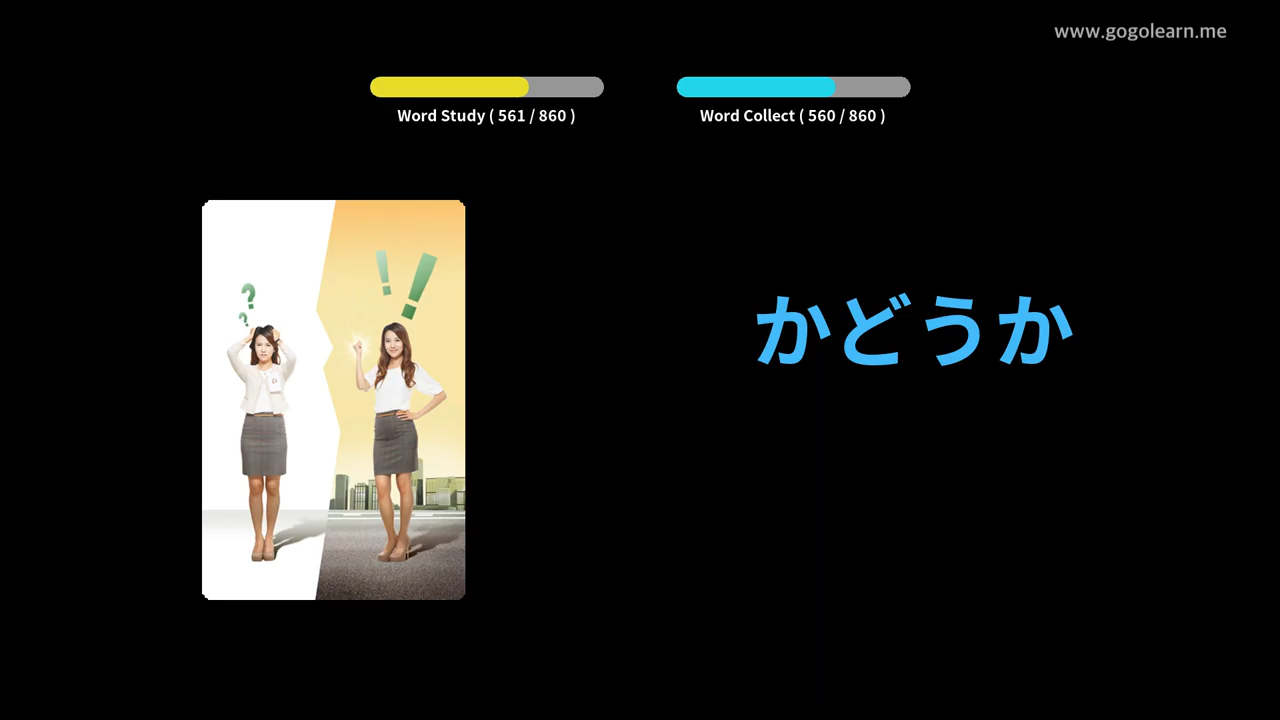 www.gogolearn.me
Word Study ( 561 / 860 )
Word Collect ( 560 / 860 )
? ! !
?
かどうか